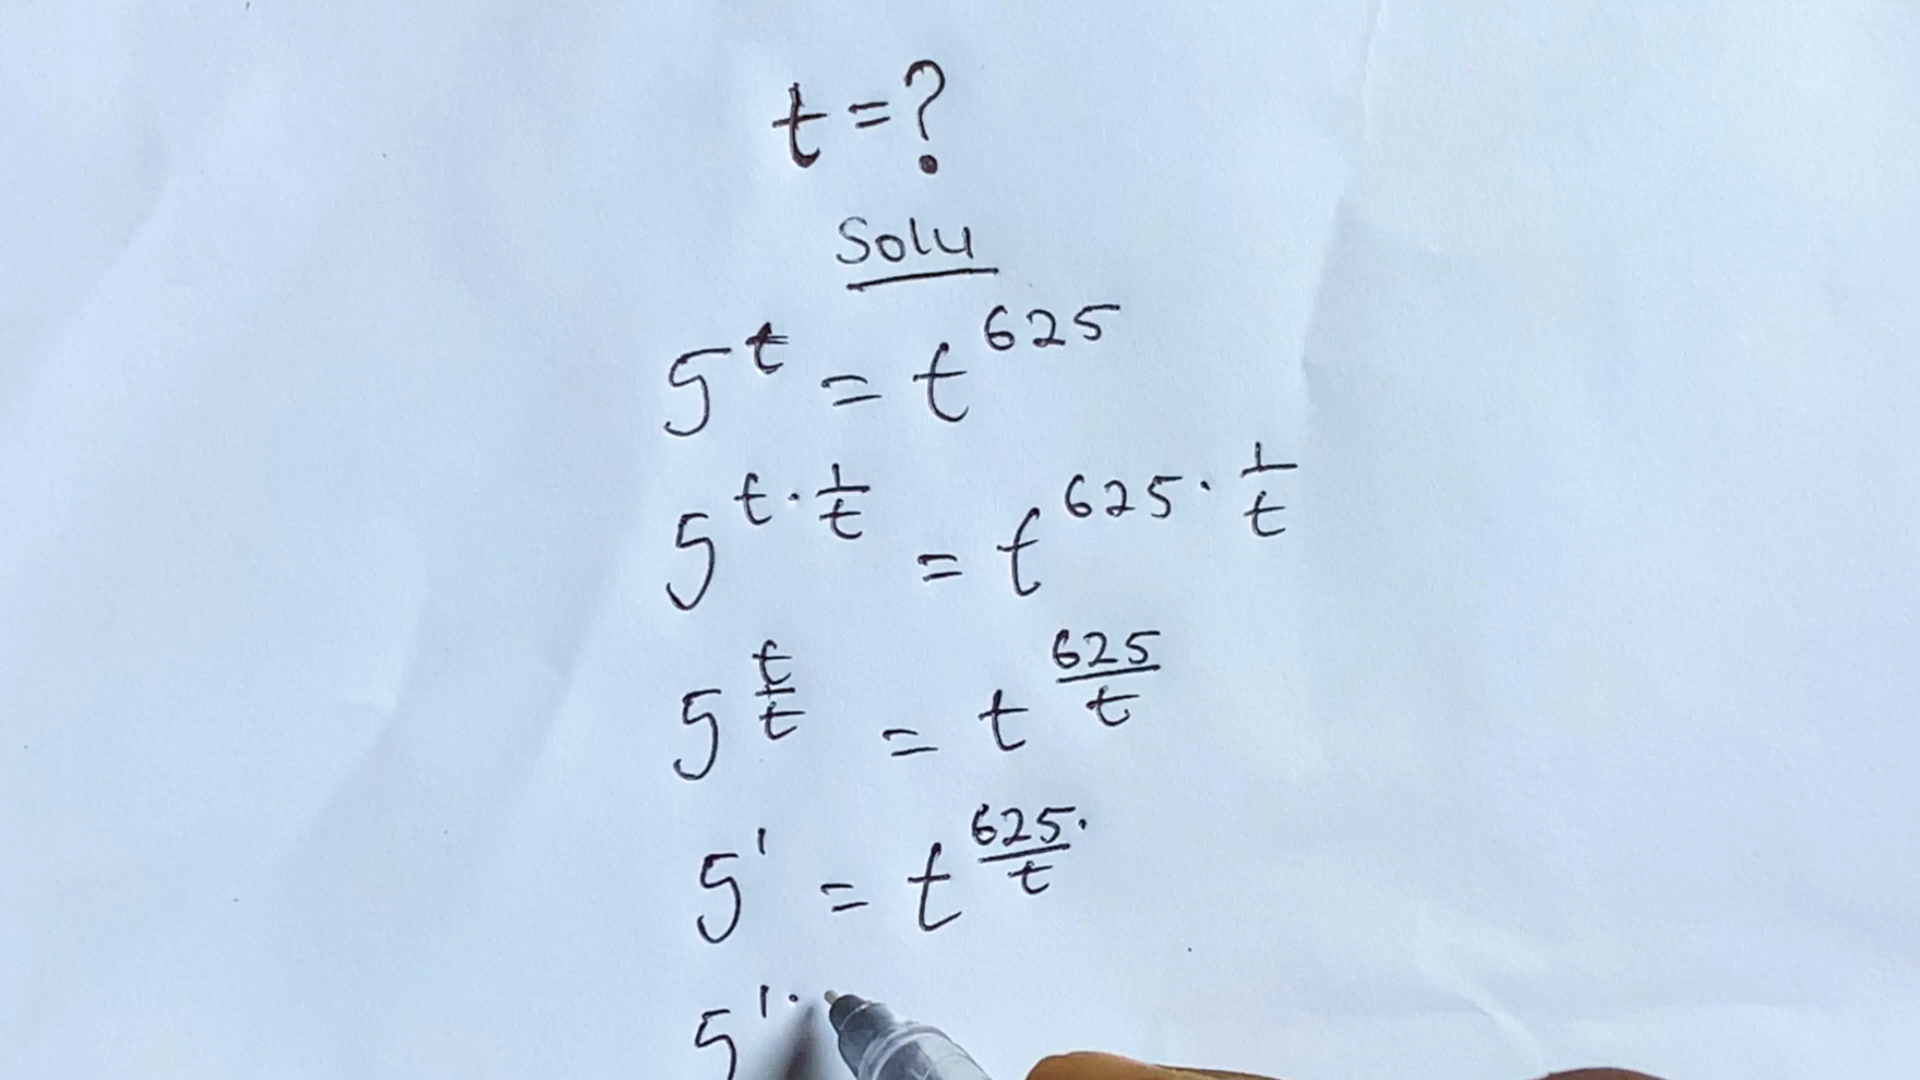 t = ?
Solu
5^t = t^625
5^(t · 1/t) = t^(625 · 1/t)
5^(t/t) = t^(625/t)
5^1 = t^(625/t) ·
5^1 ·